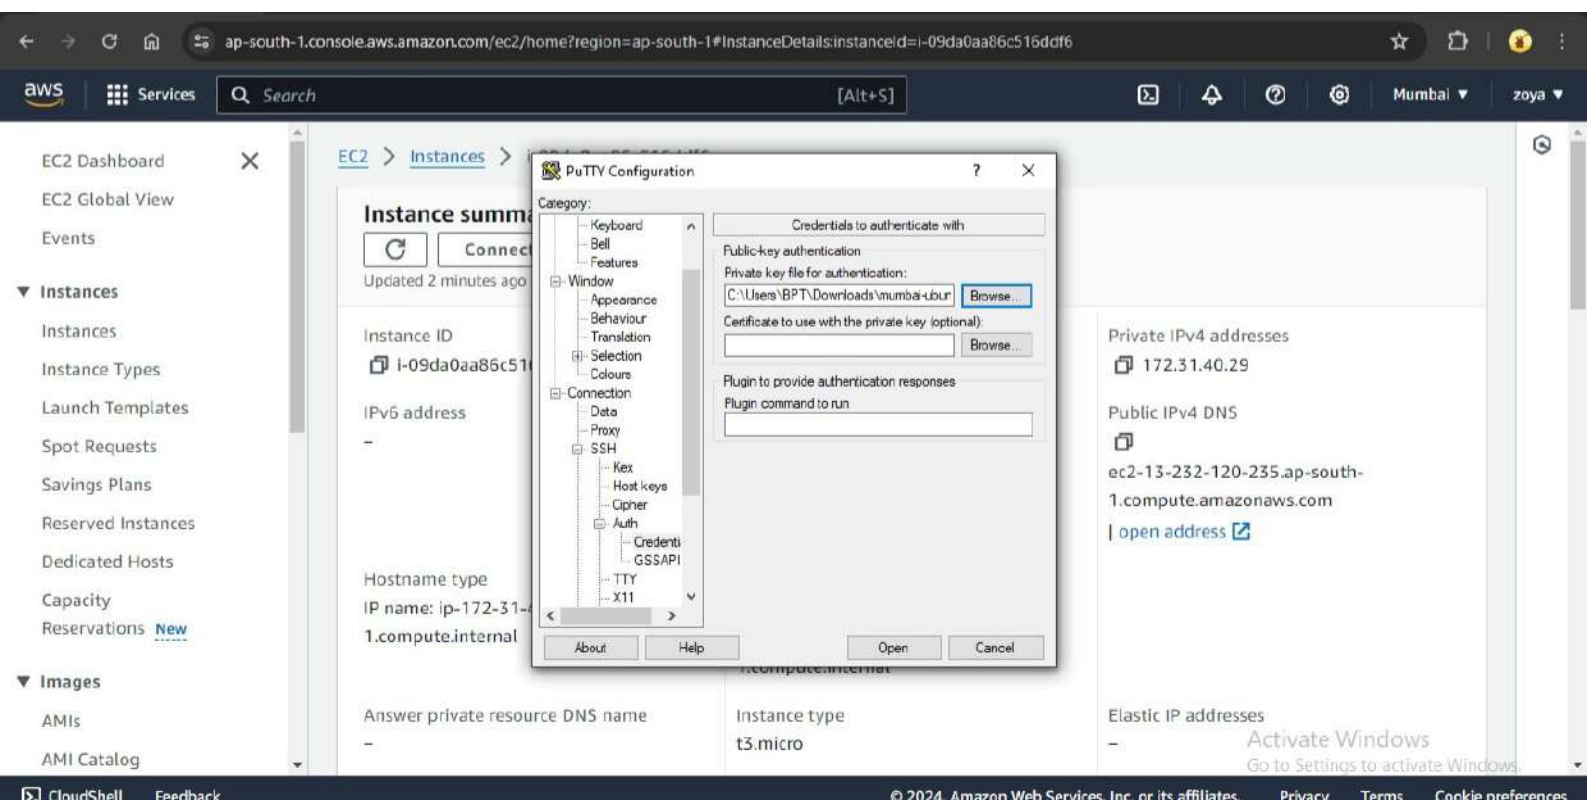 ap-south-1.console.aws.amazon.com/ec2/home?region=ap-south-1#InstanceDetails:instanceId=i-09da0aa86c516ddf6
aws
Services
Search
[Alt+S]
Mumbai ▼
zoya ▼
EC2 Dashboard
EC2 Global View
Events
▼ Instances
Instances
Instance Types
Launch Templates
Spot Requests
Savings Plans
Reserved Instances
Dedicated Hosts
Capacity
Reservations New
▼ Images
AMIs
AMI Catalog
EC2 > Instances >
Instance summa
Connect
Updated 2 minutes ago
Instance ID
i-09da0aa86c516
IPv6 address
–
Hostname type
IP name: ip-172-31-4
1.compute.internal
Answer private resource DNS name
–
PuTTY Configuration
? ×
Category:
Keyboard
Bell
Features
Window
Appearance
Behaviour
Translation
Selection
Colours
Connection
Data
Proxy
SSH
Kex
Host keys
Cipher
Auth
Credenti
GSSAPI
TTY
X11
Credentials to authenticate with
Public-key authentication
Private key file for authentication:
C:\Users\BPT\Downloads\mumbai-ubun
Browse...
Certificate to use with the private key (optional):
Browse...
Plugin to provide authentication responses
Plugin command to run
About
Help
Open
Cancel
1.compute.internal
Instance type
t3.micro
Private IPv4 addresses
172.31.40.29
Public IPv4 DNS
ec2-13-232-120-235.ap-south-
1.compute.amazonaws.com
| open address
Elastic IP addresses
–
Activate Windows
Go to Settings to activate Windows.
CloudShell
Feedback
© 2024, Amazon Web Services, Inc. or its affiliates.
Privacy
Terms
Cookie preferences